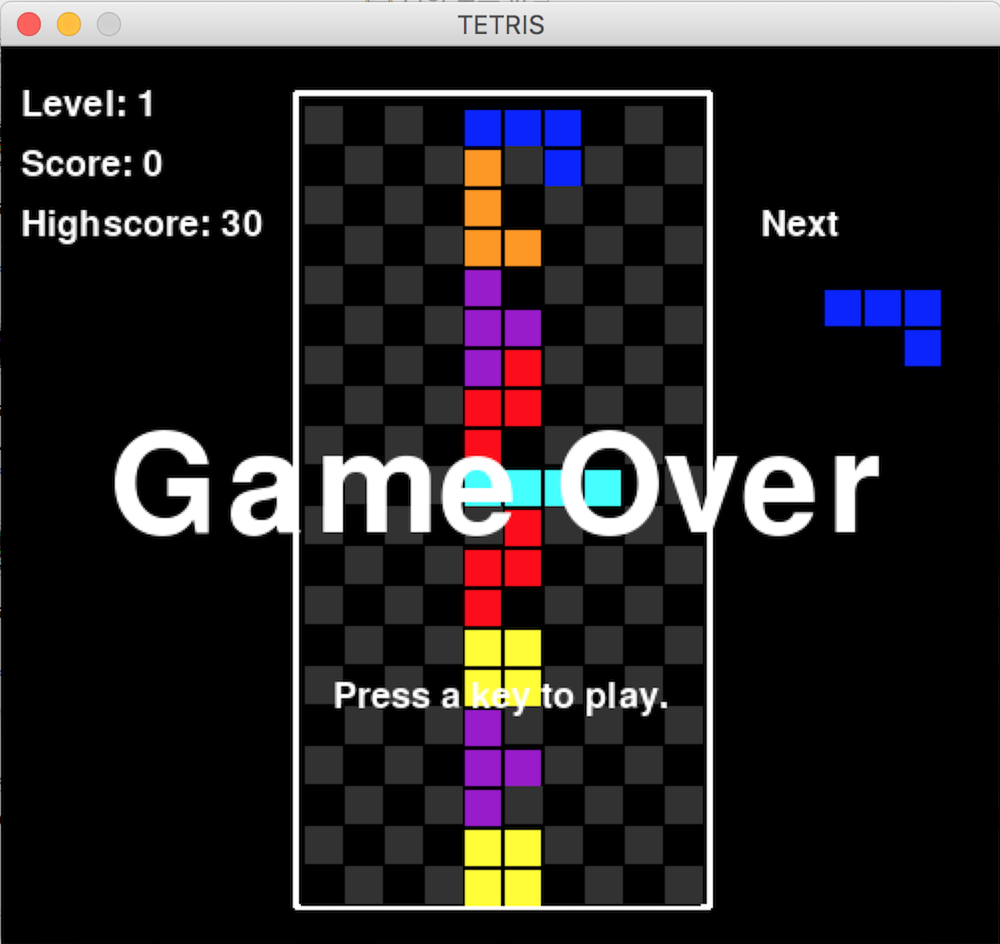 TETRIS
Level: 1
Score: 0
Highscore: 30
Next
Game Over
Press a key to play.